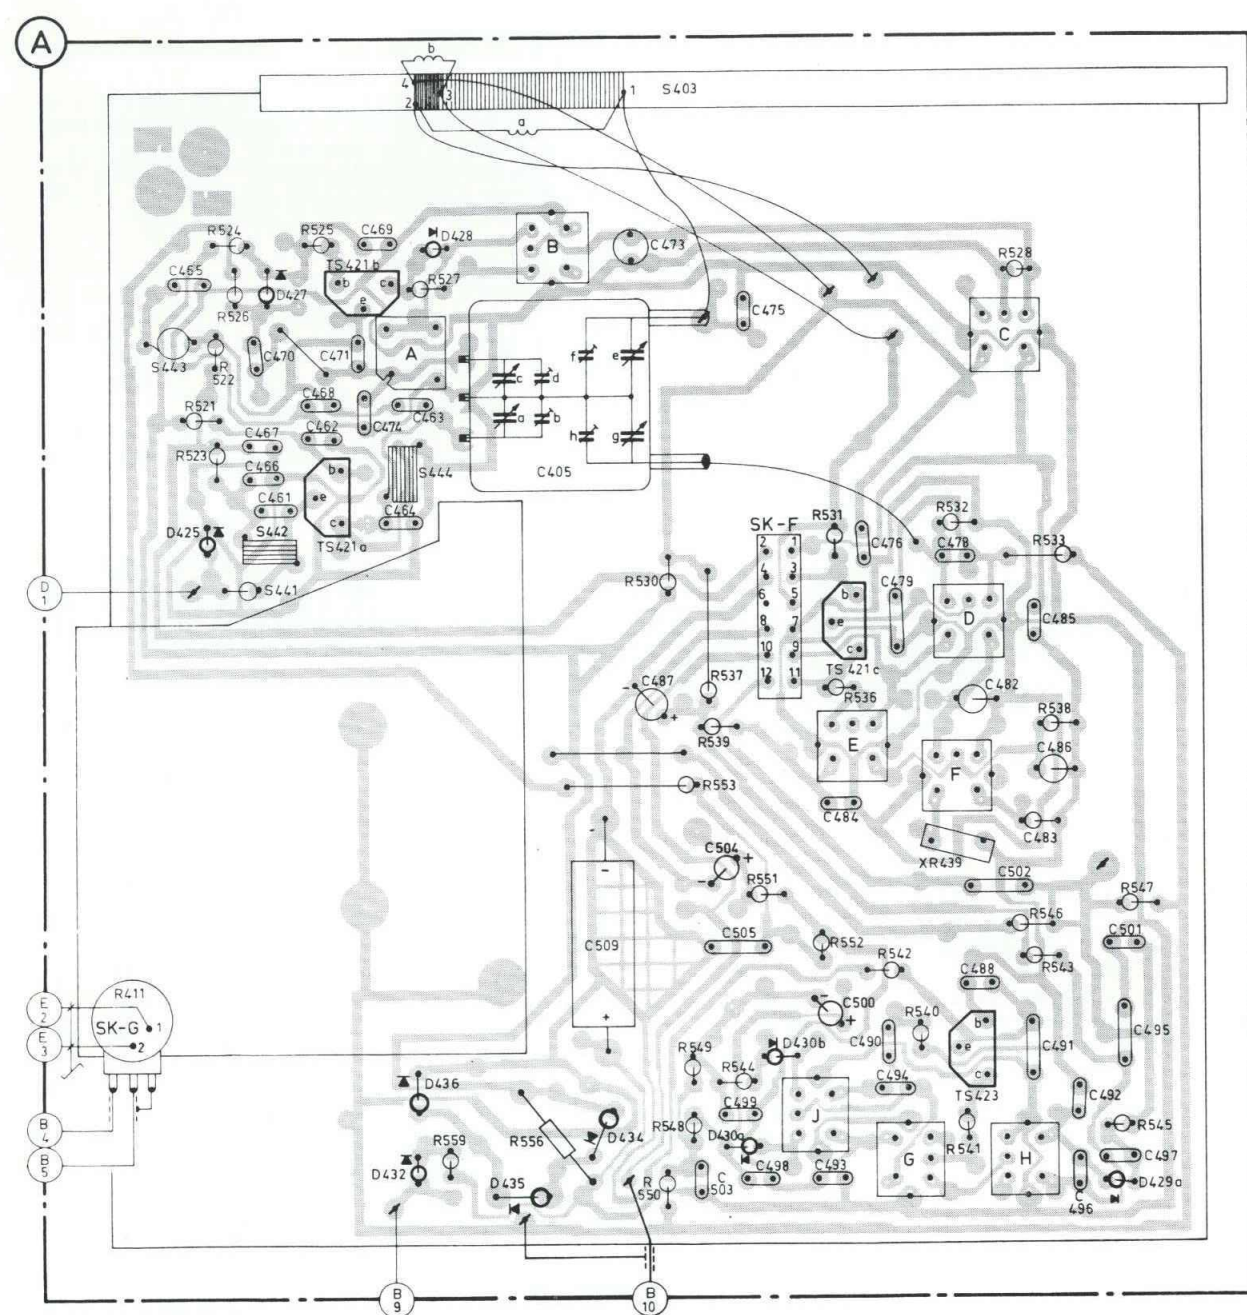 A
b
4
3
2
1
S403
a
R524
R525
C469
D428
B
C473
R528
TS421b
b
c
e
C465
R527
D427
R526
C475
C
S443
R
522
C470
C471
A
f
e
c
d
a
b
h
g
C405
C468
C463
R521
C462
C474
C467
R523
C466
b
e
c
S444
C461
C464
D425
S442
TS421a
S441
D
1
SK-F
2
1
4
3
6
5
8
7
10
9
12
11
R531
C476
R532
C478
R533
R530
C479
b
e
c
D
C485
TS421c
R536
C487
-
+
R537
C482
R539
E
R538
F
C486
R553
C484
C483
XR439
-
C504
+
-
R551
C502
R547
-
C509
+
C505
R552
R546
C501
R542
R543
C488
E
2
R411
SK-G
1
E
3
2
-
C500
+
R540
b
e
c
C495
C490
C491
R549
D430b
R544
C494
TS423
C492
D436
C499
J
B
4
R556
D434
R548
D430a
G
R541
H
R545
B
5
R559
C497
D432
D435
R
550
C
503
C498
C493
C
496
D429a
B
9
B
10